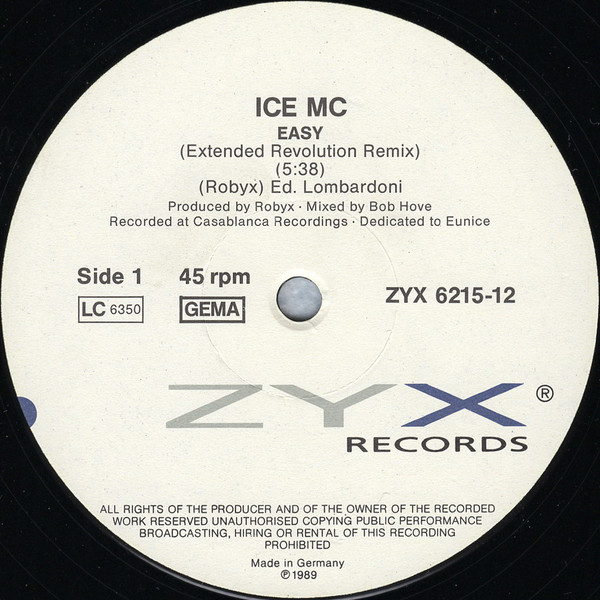 ICE MC
EASY
(Extended Revolution Remix)
(5:38)
(Robyx) Ed. Lombardoni
Produced by Robyx · Mixed by Bob Hove
Recorded at Casablanca Recordings · Dedicated to Eunice
Side 1 45 rpm
ZYX 6215-12
LC 6350 GEMA
ZYX ®
RECORDS
ALL RIGHTS OF THE PRODUCER AND OF THE OWNER OF THE RECORDED
WORK RESERVED UNAUTHORISED COPYING PUBLIC PERFORMANCE
BROADCASTING, HIRING OR RENTAL OF THIS RECORDING
PROHIBITED
Made in Germany
℗ 1989